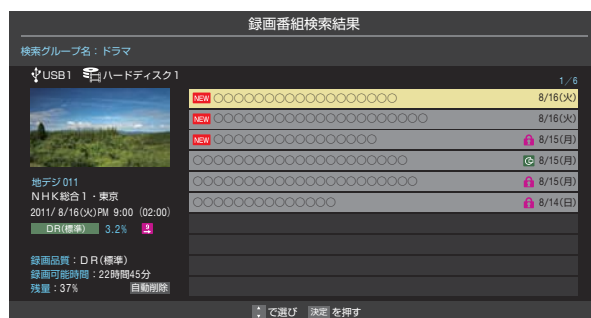 録画番組検索結果
検索グループ名：ドラマ
USB1 ハードディスク1
1/6
NEW ○○○○○○○○○○○○○○○○○○ 8/16(火)
NEW ○○○○○○○○○○○○○○○○○○○○○ 8/16(火)
NEW ○○○○○○○○○○○○○○○○ 8/15(月)
○○○○○○○○○○○○○○○○○○○○○ 8/15(月)
○○○○○○○○○○○○○○○○○○○○○○ 8/15(月)
○○○○○○○○○○○○○○ 8/14(日)
地デジ011
NHK総合1・東京
2011/ 8/16(火)PM 9:00 (02:00)
DR(標準) 3.2%
録画品質：DR(標準)
録画可能時間：22時間45分
残量：37% 自動削除
で選び 決定 を押す